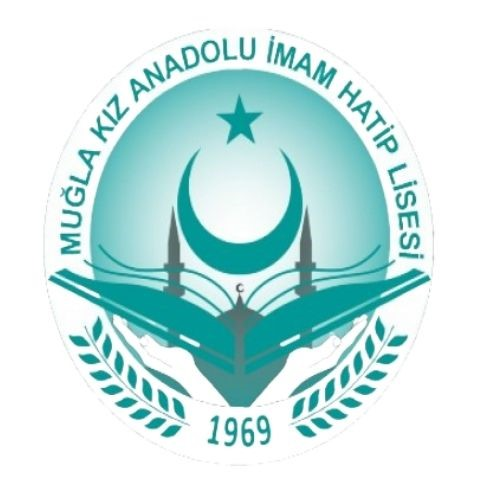 MUĞLA KIZ ANADOLU İMAM HATİP LİSESİ
1969